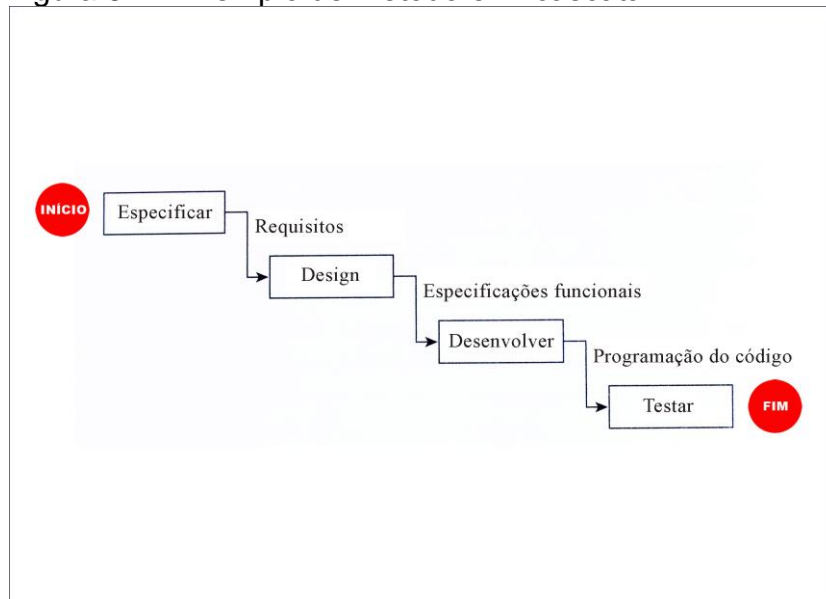 INÍCIO
Especificar
Requisitos
Design
Especificações funcionais
Desenvolver
Programação do código
Testar
FIM